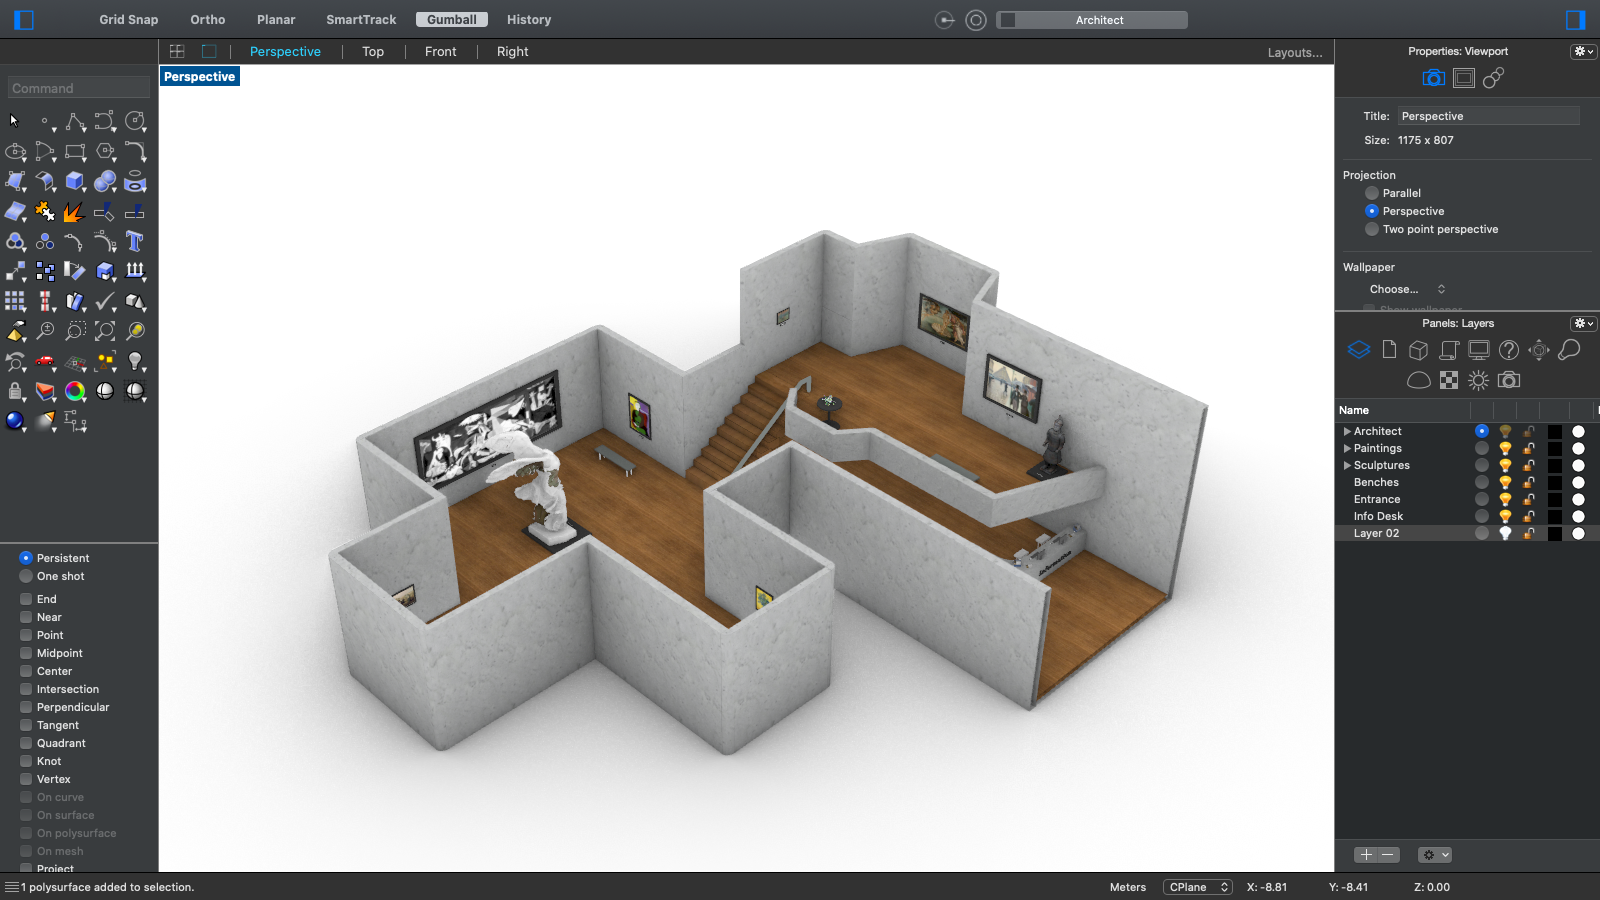 Grid Snap Ortho Planar SmartTrack Gumball History Architect
Perspective Top Front Right Layouts...
Perspective
Command
Persistent
One shot
End
Near
Point
Midpoint
Center
Intersection
Perpendicular
Tangent
Quadrant
Knot
Vertex
On curve
On surface
On polysurface
On mesh
Project
Information
Properties: Viewport
Title: Perspective
Size: 1175 x 807
Projection
Parallel
Perspective
Two point perspective
Wallpaper
Choose...
Show wallpaper
Panels: Layers
Name
Architect
Paintings
Sculptures
Benches
Entrance
Info Desk
Layer 02
1 polysurface added to selection.
Meters CPlane X: -8.81 Y: -8.41 Z: 0.00